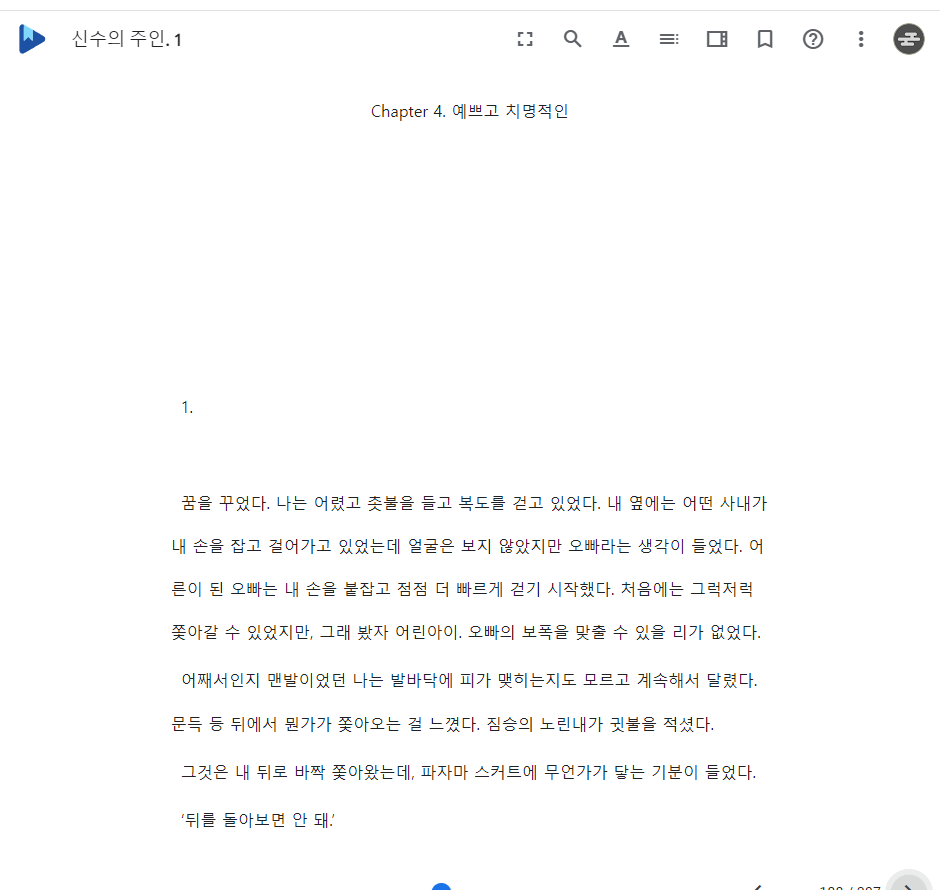 신수의 주인. 1
Chapter 4. 예쁘고 치명적인
1.
꿈을 꾸었다. 나는 어렸고 촛불을 들고 복도를 걷고 있었다. 내 옆에는 어떤 사내가
내 손을 잡고 걸어가고 있었는데 얼굴은 보지 않았지만 오빠라는 생각이 들었다. 어
른이 된 오빠는 내 손을 붙잡고 점점 더 빠르게 걷기 시작했다. 처음에는 그럭저럭
쫓아갈 수 있었지만, 그래 봤자 어린아이. 오빠의 보폭을 맞출 수 있을 리가 없었다.
어째서인지 맨발이었던 나는 발바닥에 피가 맺히는지도 모르고 계속해서 달렸다.
문득 등 뒤에서 뭔가가 쫓아오는 걸 느꼈다. 짐승의 노린내가 귓불을 적셨다.
그것은 내 뒤로 바짝 쫓아왔는데, 파자마 스커트에 무언가가 닿는 기분이 들었다.
‘뒤를 돌아보면 안 돼.’